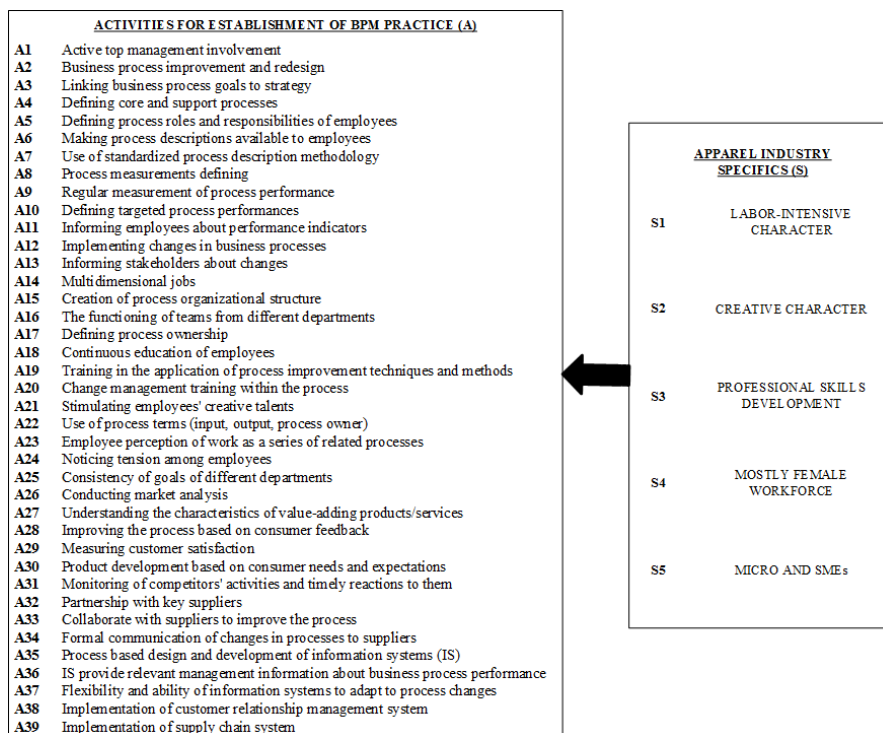 ACTIVITIES FOR ESTABLISHMENT OF BPM PRACTICE (A)
A1 Active top management involvement
A2 Business process improvement and redesign
A3 Linking business process goals to strategy
A4 Defining core and support processes
A5 Defining process roles and responsibilities of employees
A6 Making process descriptions available to employees
A7 Use of standardized process description methodology
A8 Process measurements defining
A9 Regular measurement of process performance
A10 Defining targeted process performances
A11 Informing employees about performance indicators
A12 Implementing changes in business processes
A13 Informing stakeholders about changes
A14 Multidimensional jobs
A15 Creation of process organizational structure
A16 The functioning of teams from different departments
A17 Defining process ownership
A18 Continuous education of employees
A19 Training in the application of process improvement techniques and methods
A20 Change management training within the process
A21 Stimulating employees' creative talents
A22 Use of process terms (input, output, process owner)
A23 Employee perception of work as a series of related processes
A24 Noticing tension among employees
A25 Consistency of goals of different departments
A26 Conducting market analysis
A27 Understanding the characteristics of value-adding products/services
A28 Improving the process based on consumer feedback
A29 Measuring customer satisfaction
A30 Product development based on consumer needs and expectations
A31 Monitoring of competitors' activities and timely reactions to them
A32 Partnership with key suppliers
A33 Collaborate with suppliers to improve the process
A34 Formal communication of changes in processes to suppliers
A35 Process based design and development of information systems (IS)
A36 IS provide relevant management information about business process performance
A37 Flexibility and ability of information systems to adapt to process changes
A38 Implementation of customer relationship management system
A39 Implementation of supply chain system
APPAREL INDUSTRY
SPECIFICS (S)
S1 LABOR-INTENSIVE
CHARACTER
S2 CREATIVE CHARACTER
S3 PROFESSIONAL SKILLS
DEVELOPMENT
S4 MOSTLY FEMALE
WORKFORCE
S5 MICRO AND SMEs